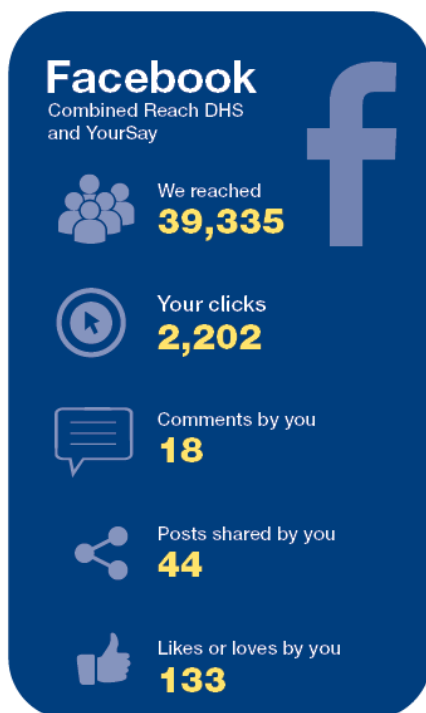 Facebook
Combined Reach DHS
and YourSay
We reached
39,335
Your clicks
2,202
Comments by you
18
Posts shared by you
44
Likes or loves by you
133